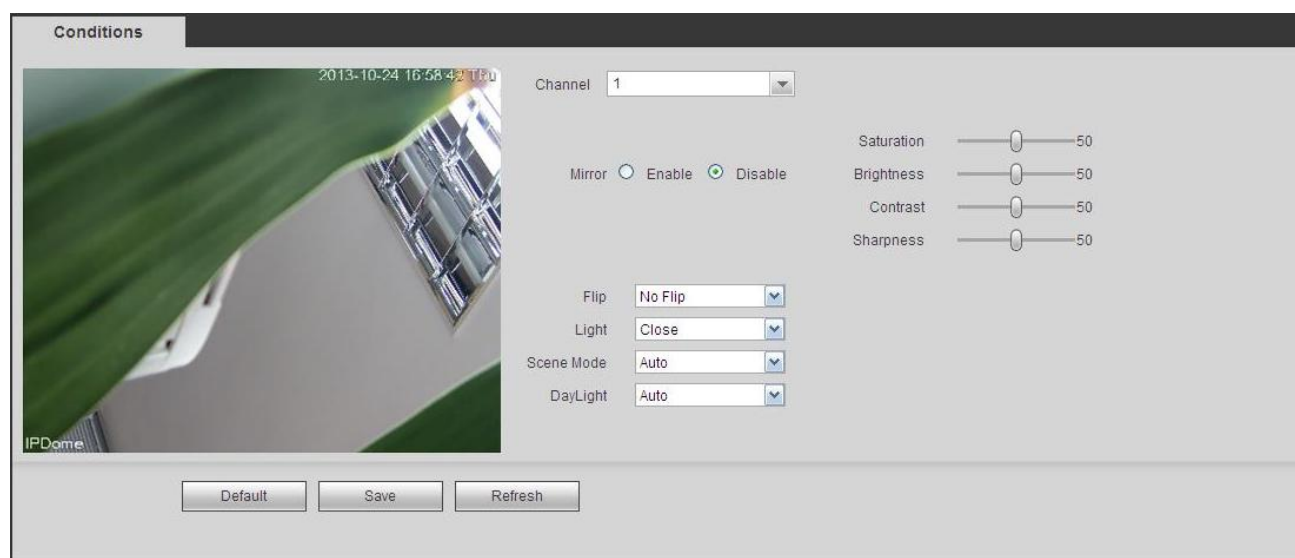 Conditions
2013-10-24 16:58:42 Thu
IPDome
Channel 1
Mirror Enable Disable
Saturation 50
Brightness 50
Contrast 50
Sharpness 50
Flip No Flip
Light Close
Scene Mode Auto
DayLight Auto
Default Save Refresh